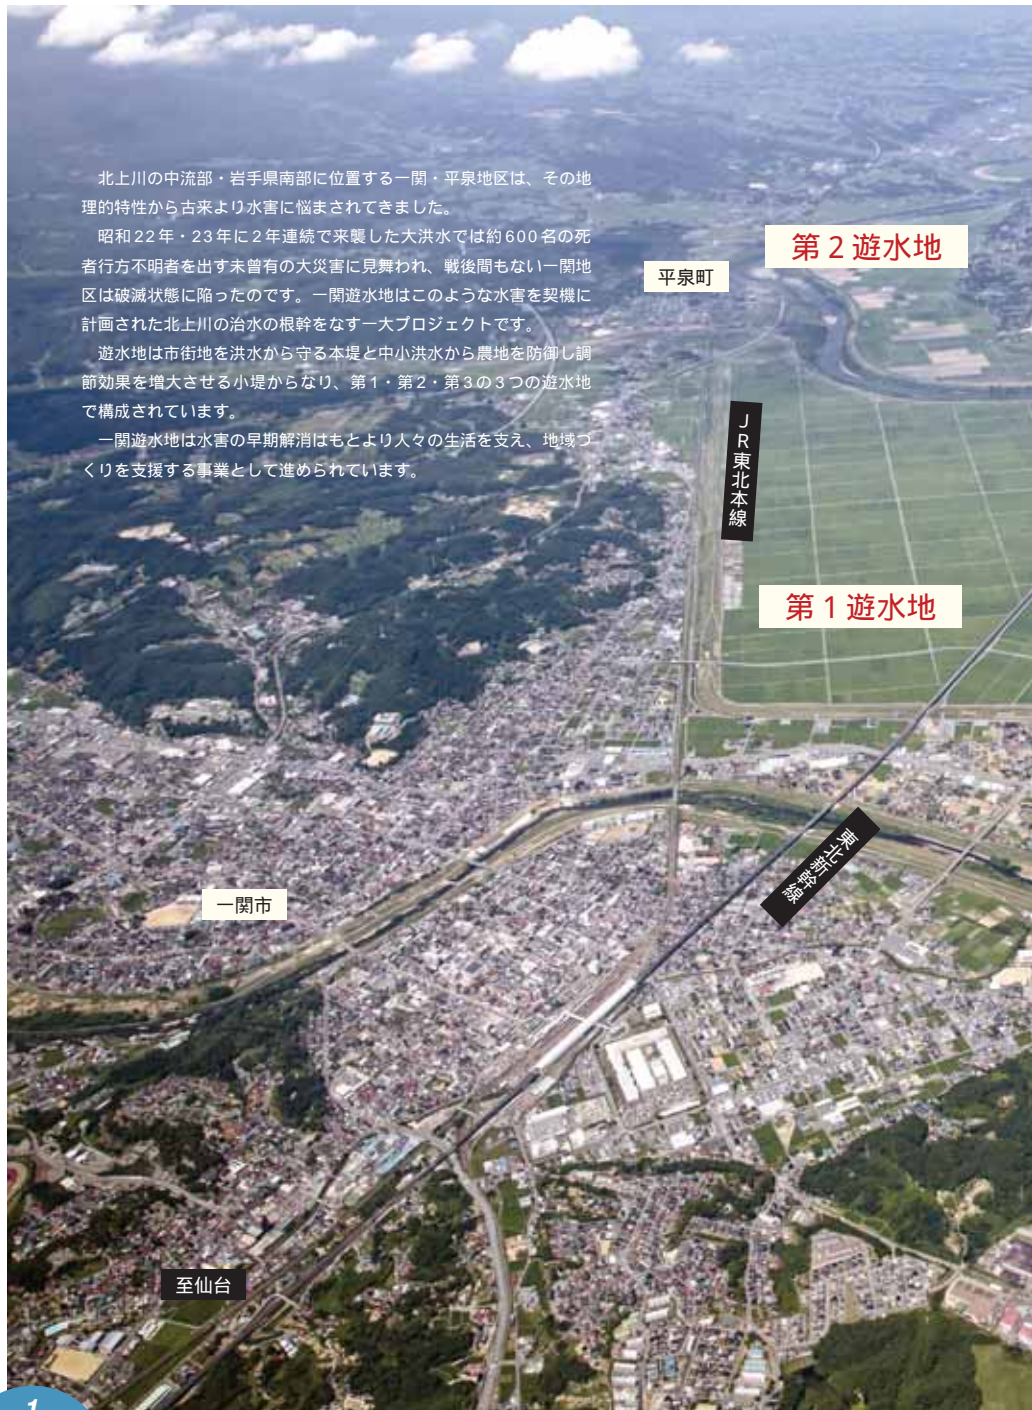 北上川の中流部・岩手県南部に位置する一関・平泉地区は、その地
理的特性から古来より水害に悩まされてきました。
昭和22年・23年に2年連続で来襲した大洪水では約600名の死
者行方不明者を出す未曾有の大災害に見舞われ、戦後間もない一関地
区は破滅状態に陥ったのです。一関遊水地はこのような水害を契機に
計画された北上川の治水の根幹をなす一大プロジェクトです。
遊水地は市街地を洪水から守る本堤と中小洪水から農地を防御し調
節効果を増大させる小堤からなり、第1・第2・第3の3つの遊水地
で構成されています。
一関遊水地は水害の早期解消はもとより人々の生活を支え、地域づ
くりを支援する事業として進められています。
第2遊水地
平泉町
JR東北本線
第1遊水地
東北新幹線
一関市
至仙台
1